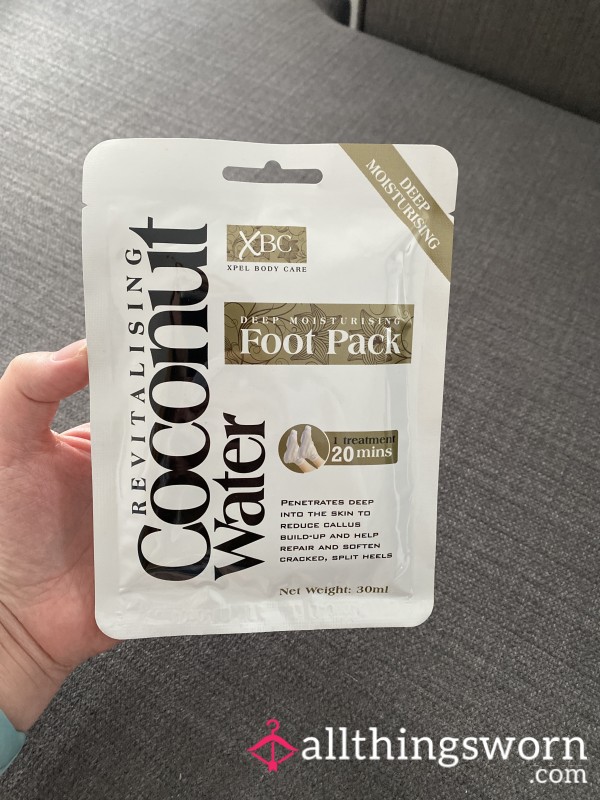 DEEP
MOISTURISING
REVITALISING
Coconut
Water
XBC
XPEL BODY CARE
DEEP MOISTURISING
Foot Pack
1 treatment
20 mins
PENETRATES DEEP
INTO THE SKIN TO
REDUCE CALLUS
BUILD-UP AND HELP
REPAIR AND SOFTEN
CRACKED, SPLIT HEELS
Net Weight: 30ml
allthingsworn
.com